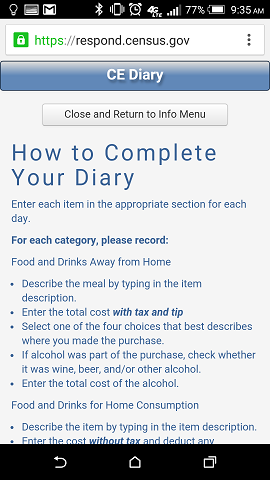 77% 9:35 AM
https://respond.census.gov
CE Diary
Close and Return to Info Menu
How to Complete
Your Diary
Enter each item in the appropriate section for each
day.
For each category, please record:
Food and Drinks Away from Home
• Describe the meal by typing in the item
description.
• Enter the total cost with tax and tip
• Select one of the four choices that best describes
where you made the purchase.
• If alcohol was part of the purchase, check whether
it was wine, beer, and/or other alcohol.
• Enter the total cost of the alcohol.
Food and Drinks for Home Consumption
• Describe the item by typing in the item description.
• Enter the cost without tax and deduct any